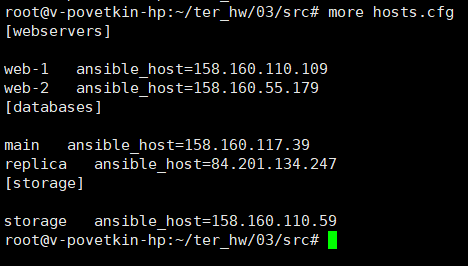 root@v-povetkin-hp:~/ter_hw/03/src# more hosts.cfg
[webservers]
web-1   ansible_host=158.160.110.109
web-2   ansible_host=158.160.55.179
[databases]
main   ansible_host=158.160.117.39
replica   ansible_host=84.201.134.247
[storage]
storage   ansible_host=158.160.110.59
root@v-povetkin-hp:~/ter_hw/03/src#